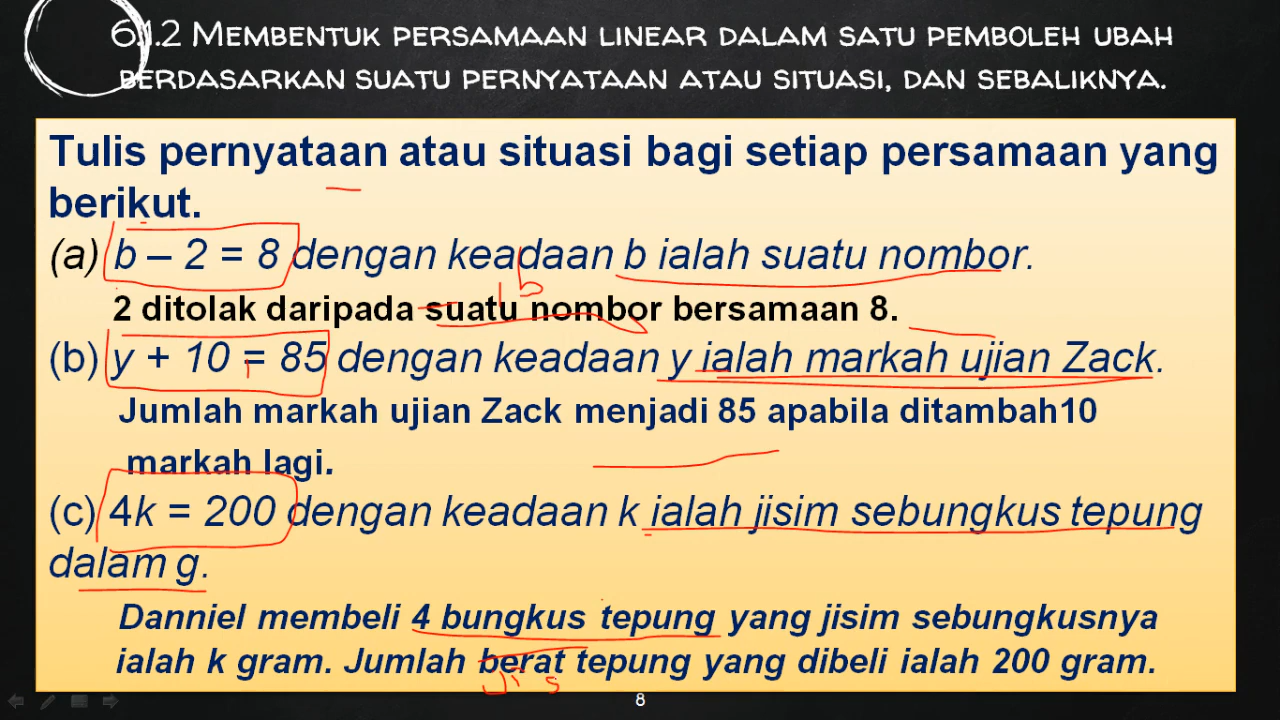 6.1.2 MEMBENTUK PERSAMAAN LINEAR DALAM SATU PEMBOLEH UBAH
BERDASARKAN SUATU PERNYATAAN ATAU SITUASI, DAN SEBALIKNYA.
Tulis pernyataan atau situasi bagi setiap persamaan yang
berikut.
(a) b – 2 = 8 dengan keadaan b ialah suatu nombor.
b
2 ditolak daripada suatu nombor bersamaan 8.
(b) y + 10 = 85 dengan keadaan y ialah markah ujian Zack.
Jumlah markah ujian Zack menjadi 85 apabila ditambah10
markah lagi.
(c) 4k = 200 dengan keadaan k ialah jisim sebungkus tepung
dalam g.
Danniel membeli 4 bungkus tepung yang jisim sebungkusnya
ialah k gram. Jumlah berat tepung yang dibeli ialah 200 gram.
Jis
8